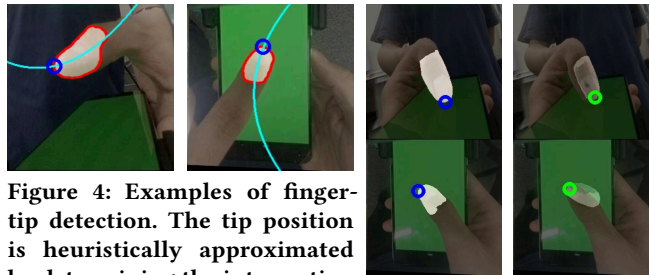 Figure 4: Examples of finger-
tip detection. The tip position
is heuristically approximated